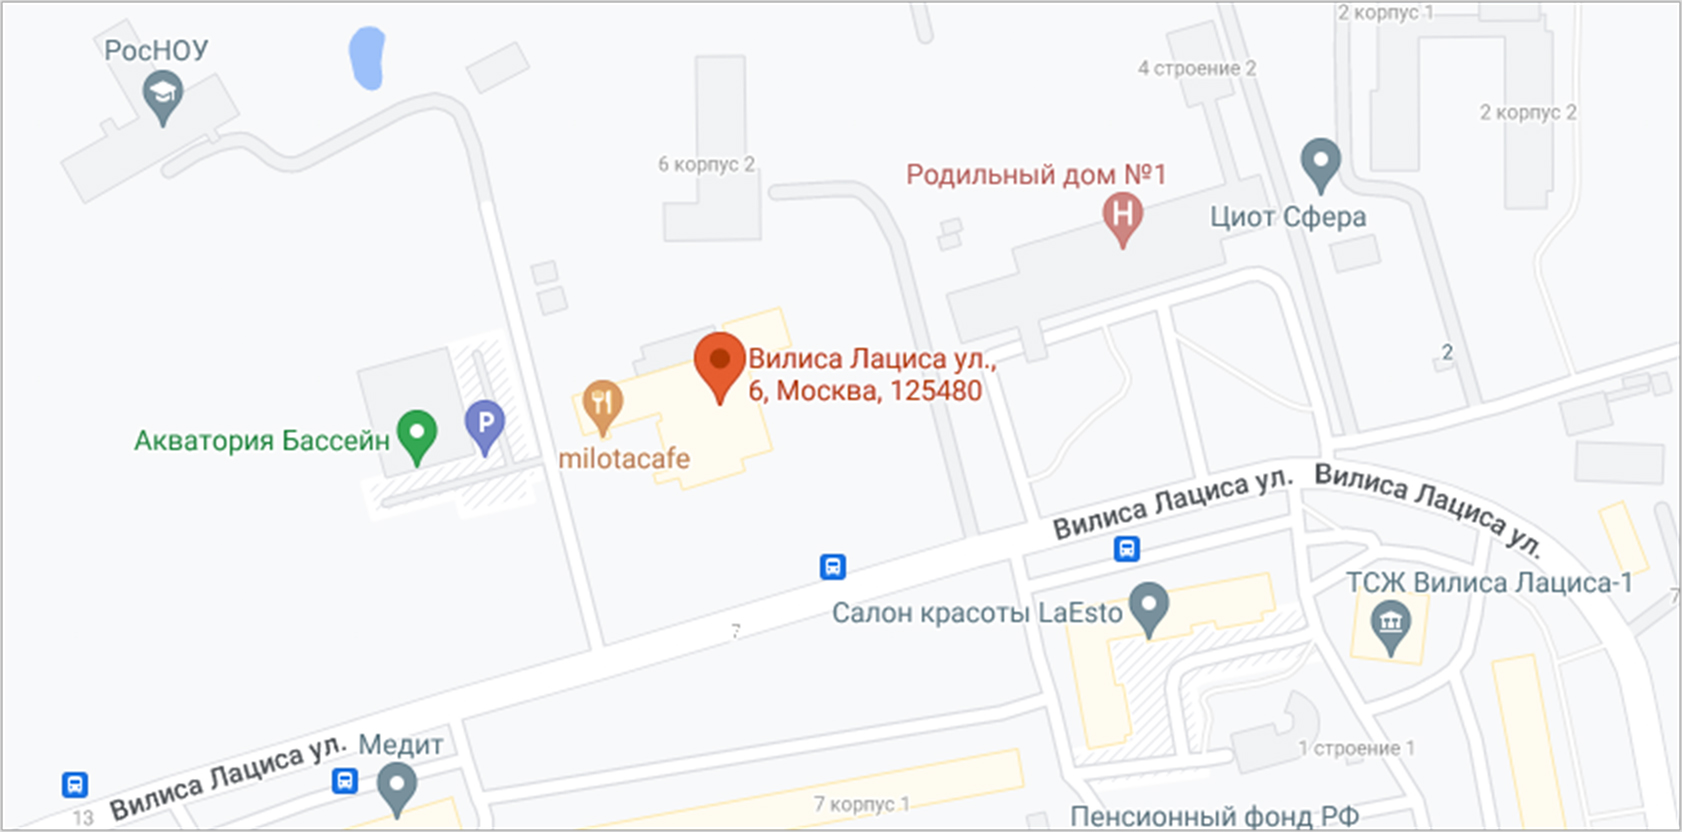 2 корпус 1
РосНОУ
4 строение 2
2 корпус 2
6 корпус 2
Родильный дом №1
H
Циот Сфера
2
Вилиса Лациса ул.,
6, Москва, 125480
P
Акватория Бассейн
milotacafe
Вилиса Лациса ул.
Вилиса Лациса ул.
ТСЖ Вилиса Лациса-1
7
Салон красоты LaEsto
7
Вилиса Лациса ул.
Медит
1 строение 1
7 корпус 1
13
Пенсионный фонд РФ